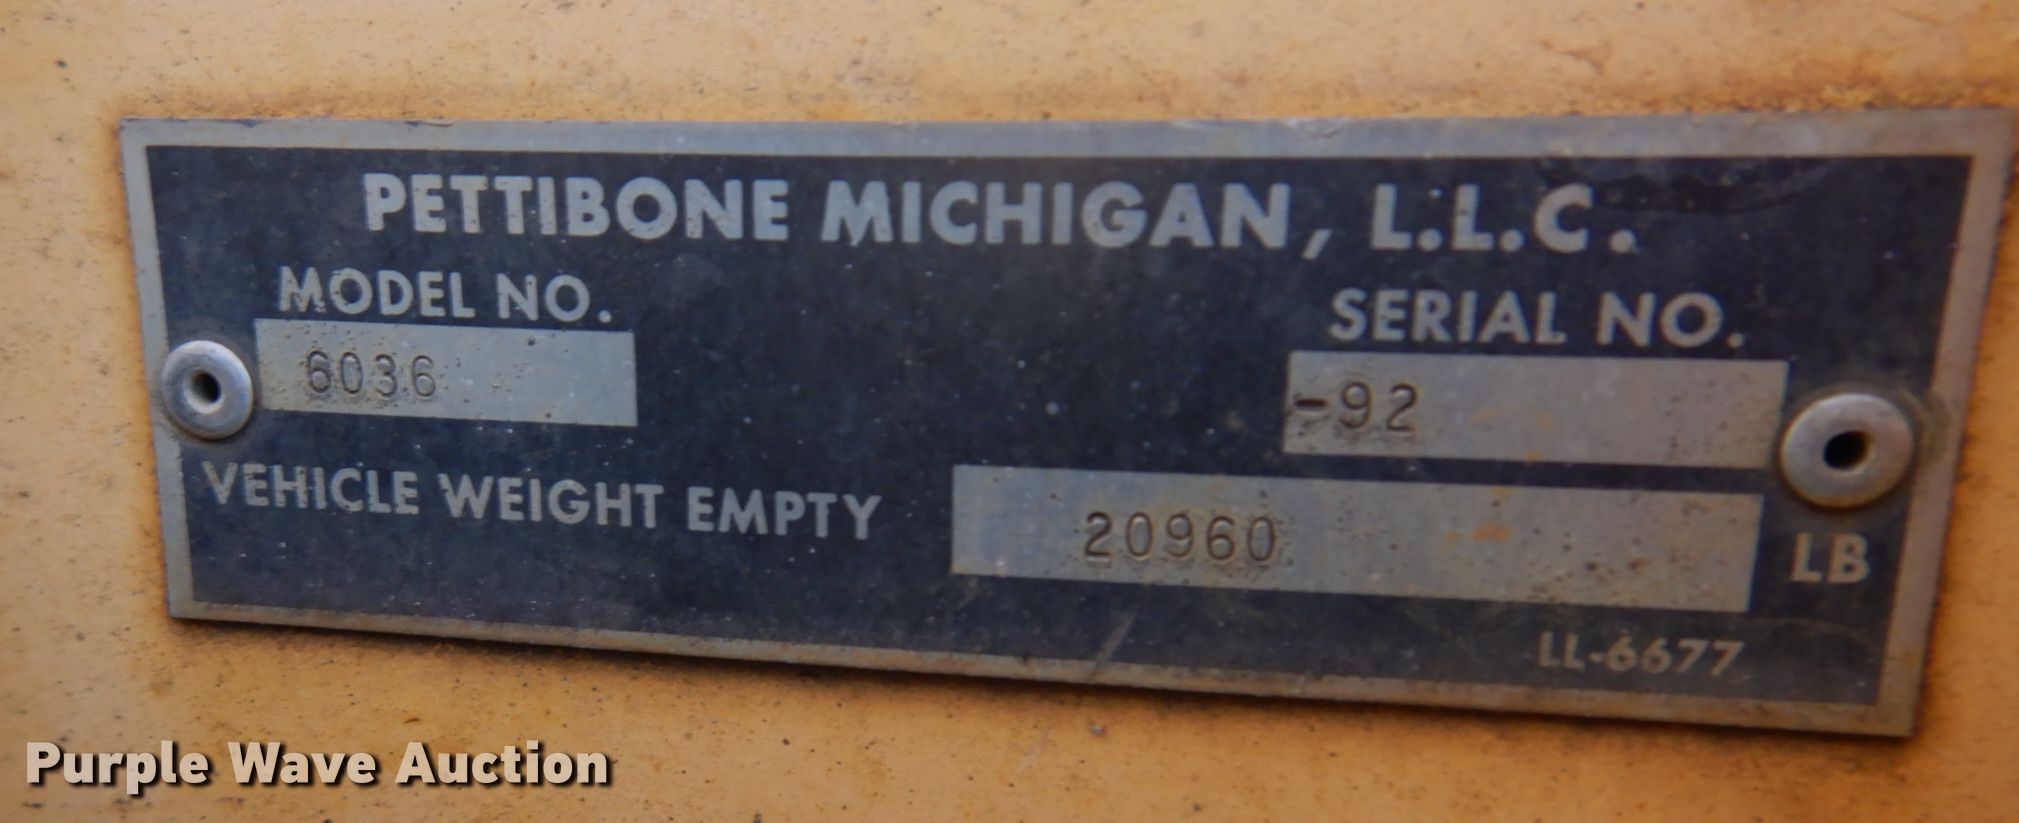 PETTIBONE MICHIGAN, L.L.C.
MODEL NO. SERIAL NO.
6036 -92
VEHICLE WEIGHT EMPTY 20960 LB
LL-6677
Purple Wave Auction